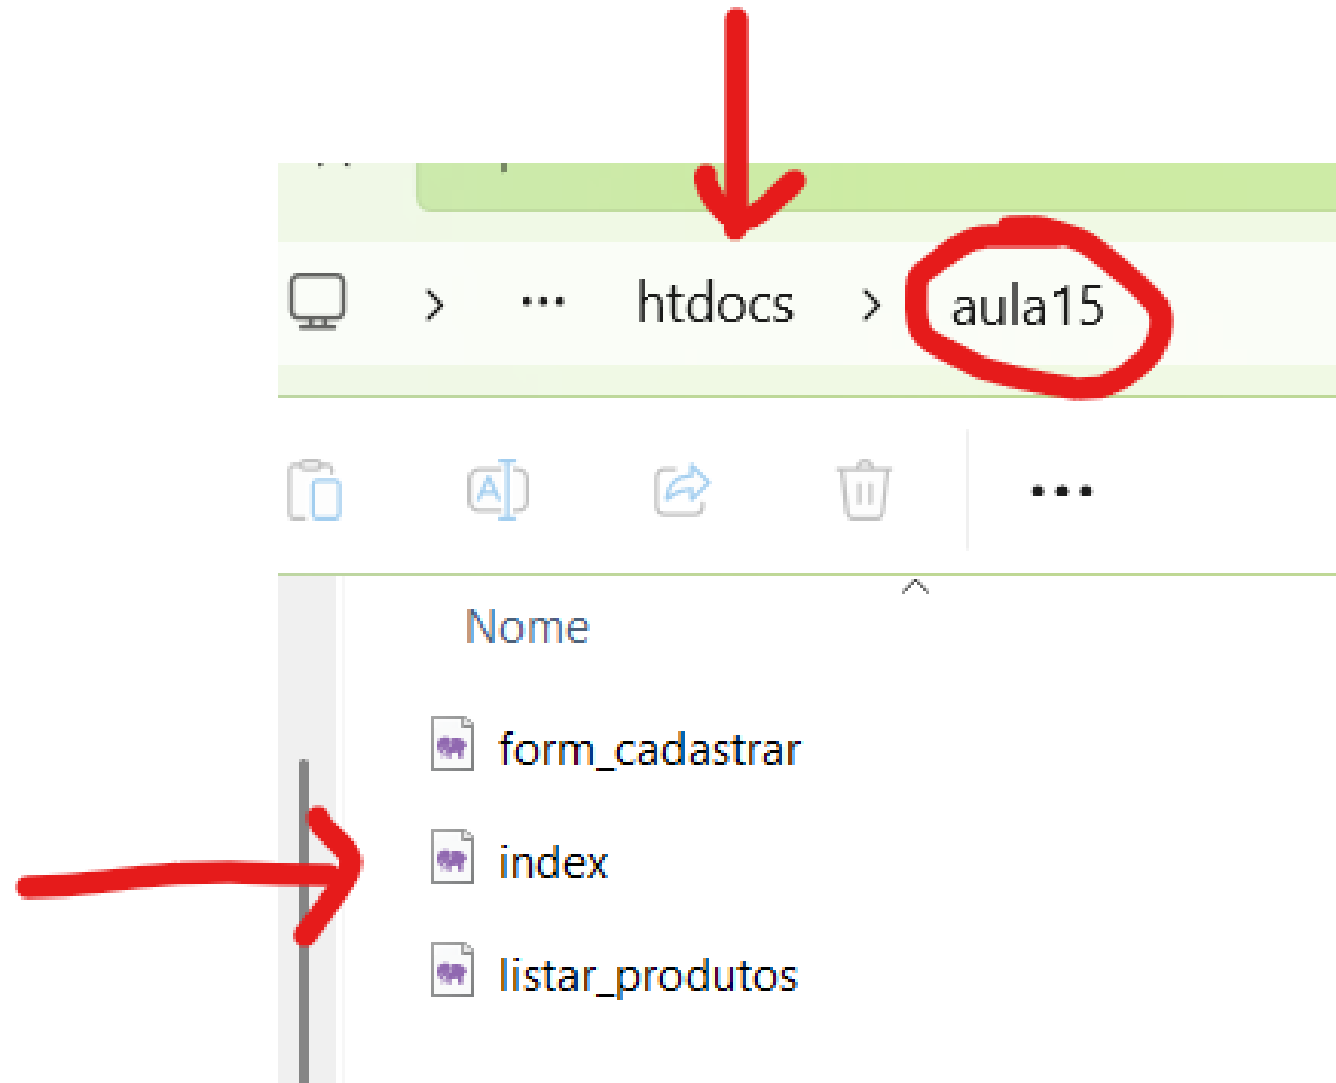 ... htdocs > aula15
Nome
form_cadastrar
index
listar_produtos